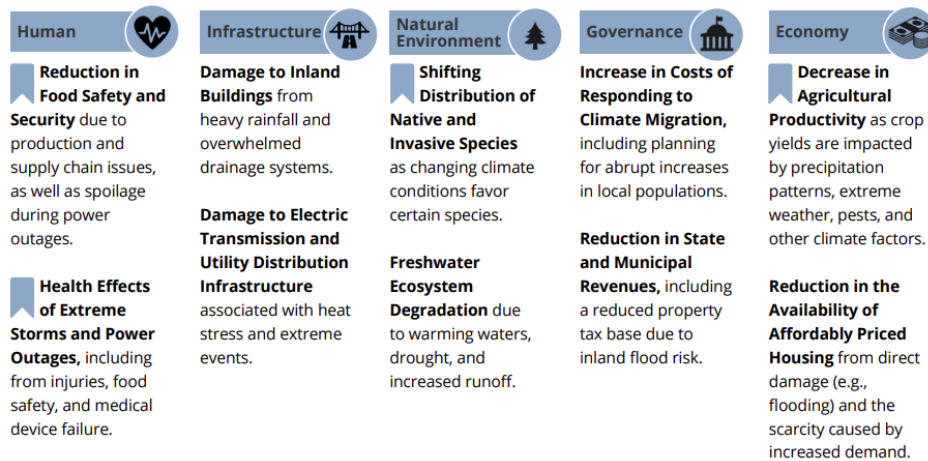 Human
Reduction in
Food Safety and
Security due to
production and
supply chain issues,
as well as spoilage
during power
outages.
Health Effects
of Extreme
Storms and Power
Outages, including
from injuries, food
safety, and medical
device failure.
Infrastructure
Damage to Inland
Buildings from
heavy rainfall and
overwhelmed
drainage systems.
Damage to Electric
Transmission and
Utility Distribution
Infrastructure
associated with heat
stress and extreme
events.
Natural
Environment
Shifting
Distribution of
Native and
Invasive Species
as changing climate
conditions favor
certain species.
Freshwater
Ecosystem
Degradation due
to warming waters,
drought, and
increased runoff.
Governance
Increase in Costs of
Responding to
Climate Migration,
including planning
for abrupt increases
in local populations.
Reduction in State
and Municipal
Revenues, including
a reduced property
tax base due to
inland flood risk.
Economy
Decrease in
Agricultural
Productivity as crop
yields are impacted
by precipitation
patterns, extreme
weather, pests, and
other climate factors.
Reduction in the
Availability of
Affordably Priced
Housing from direct
damage (e.g.,
flooding) and the
scarcity caused by
increased demand.